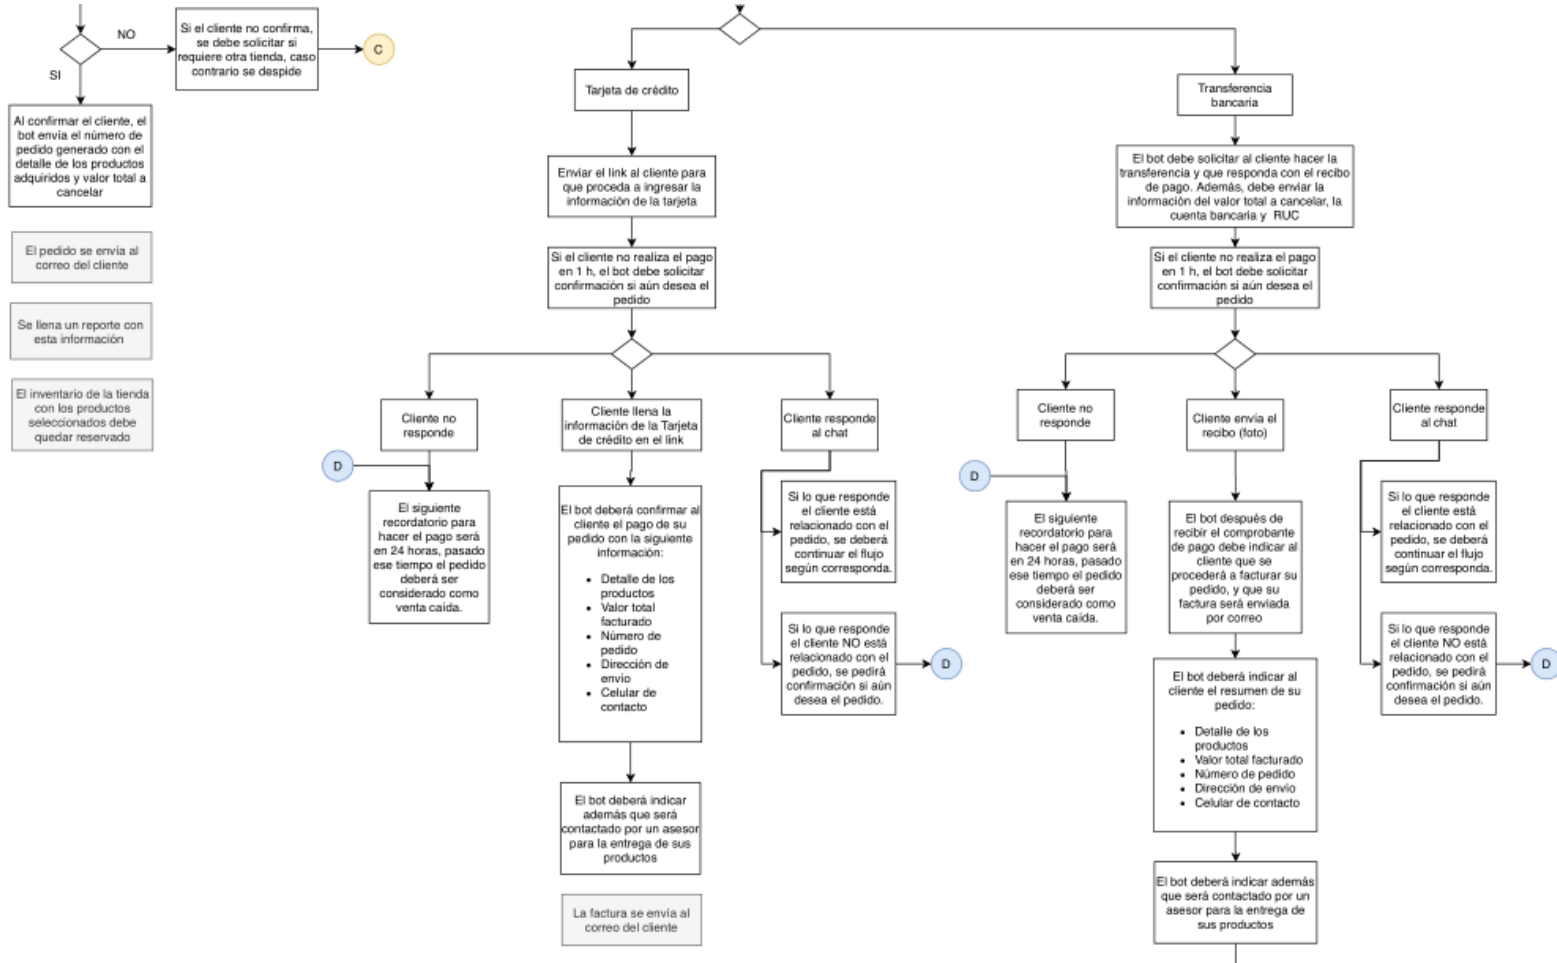 NO
Si el cliente no confirma,
se debe solicitar si
requiere otra tienda, caso
contrario se despide
C
SI
Al confirmar el cliente, el
bot envía el número de
pedido generado con el
detalle de los productos
adquiridos y valor total a
cancelar
El pedido se envía al
correo del cliente
Se llena un reporte con
esta información
El inventario de la tienda
con los productos
seleccionados debe
quedar reservado
Tarjeta de crédito
Enviar el link al cliente para
que proceda a ingresar la
información de la tarjeta
Si el cliente no realiza el pago
en 1 h, el bot debe solicitar
confirmación si aún desea el
pedido
Cliente no
responde
D
El siguiente
recordatorio para
hacer el pago será
en 24 horas, pasado
ese tiempo el pedido
deberá ser
considerado como
venta caída.
Cliente llena la
información de la Tarjeta
de crédito en el link
El bot deberá confirmar al
cliente el pago de su
pedido con la siguiente
información:
• Detalle de los
productos
• Valor total
facturado
• Número de
pedido
• Dirección de
envío
• Celular de
contacto
El bot deberá indicar
además que será
contactado por un asesor
para la entrega de sus
productos
La factura se envía al
correo del cliente
Cliente responde
al chat
Si lo que responde
el cliente está
relacionado con el
pedido, se deberá
continuar el flujo
según corresponda.
Si lo que responde
el cliente NO está
relacionado con el
pedido, se pedirá
confirmación si aún
desea el pedido.
D
Transferencia
bancaria
El bot debe solicitar al cliente hacer la
transferencia y que responda con el recibo
de pago. Además, debe enviar la
información del valor total a cancelar, la
cuenta bancaria y RUC
Si el cliente no realiza el pago
en 1 h, el bot debe solicitar
confirmación si aún desea el
pedido
Cliente no
responde
D
El siguiente
recordatorio para
hacer el pago será
en 24 horas, pasado
ese tiempo el pedido
deberá ser
considerado como
venta caída.
Cliente envía el
recibo (foto)
El bot después de
recibir el comprobante
de pago debe indicar al
cliente que se
procederá a facturar su
pedido, y que su
factura será enviada
por correo
El bot deberá indicar al
cliente el resumen de su
pedido:
• Detalle de los
productos
• Valor total facturado
• Número de pedido
• Dirección de envío
• Celular de contacto
El bot deberá indicar además
que será contactado por un
asesor para la entrega de
sus productos
Cliente responde
al chat
Si lo que responde
el cliente está
relacionado con el
pedido, se deberá
continuar el flujo
según corresponda.
Si lo que responde
el cliente NO está
relacionado con el
pedido, se pedirá
confirmación si aún
desea el pedido.
D